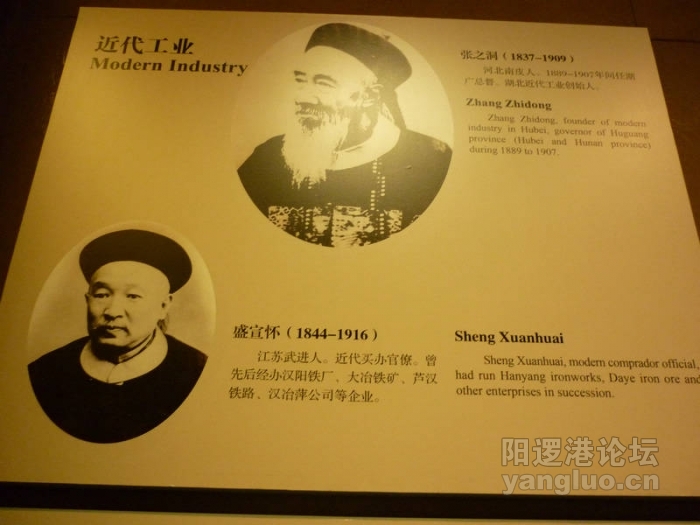 近代工业
Modern Industry
张之洞（1837-1909）
河北南皮人。1889-1907年间任湖
广总督。湖北近代工业创始人。
Zhang Zhidong
Zhang Zhidong, founder of modern
industry in Hubei, governor of Huguang
province (Hubei and Hunan province)
during 1889 to 1907.
盛宣怀（1844-1916）
江苏武进人。近代买办官僚。曾
先后经办汉阳铁厂、大冶铁矿、芦汉
铁路、汉冶萍公司等企业。
Sheng Xuanhuai
Sheng Xuanhuai, modern comprador official,
had run Hanyang ironworks, Daye iron ore and
other enterprises in succession.
阳逻港论坛
yangluo.cn